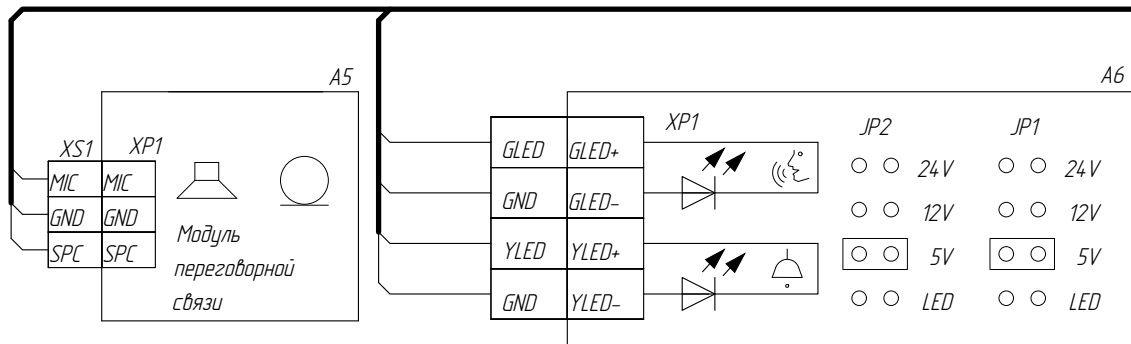 A5
A6
XS1 XP1
MIC MIC
GND GND
SPC SPC
Модуль
переговорной
связи
XP1
GLED GLED+
GND GLED-
YLED YLED+
GND YLED-
JP2 JP1
24V 24V
12V 12V
5V 5V
LED LED